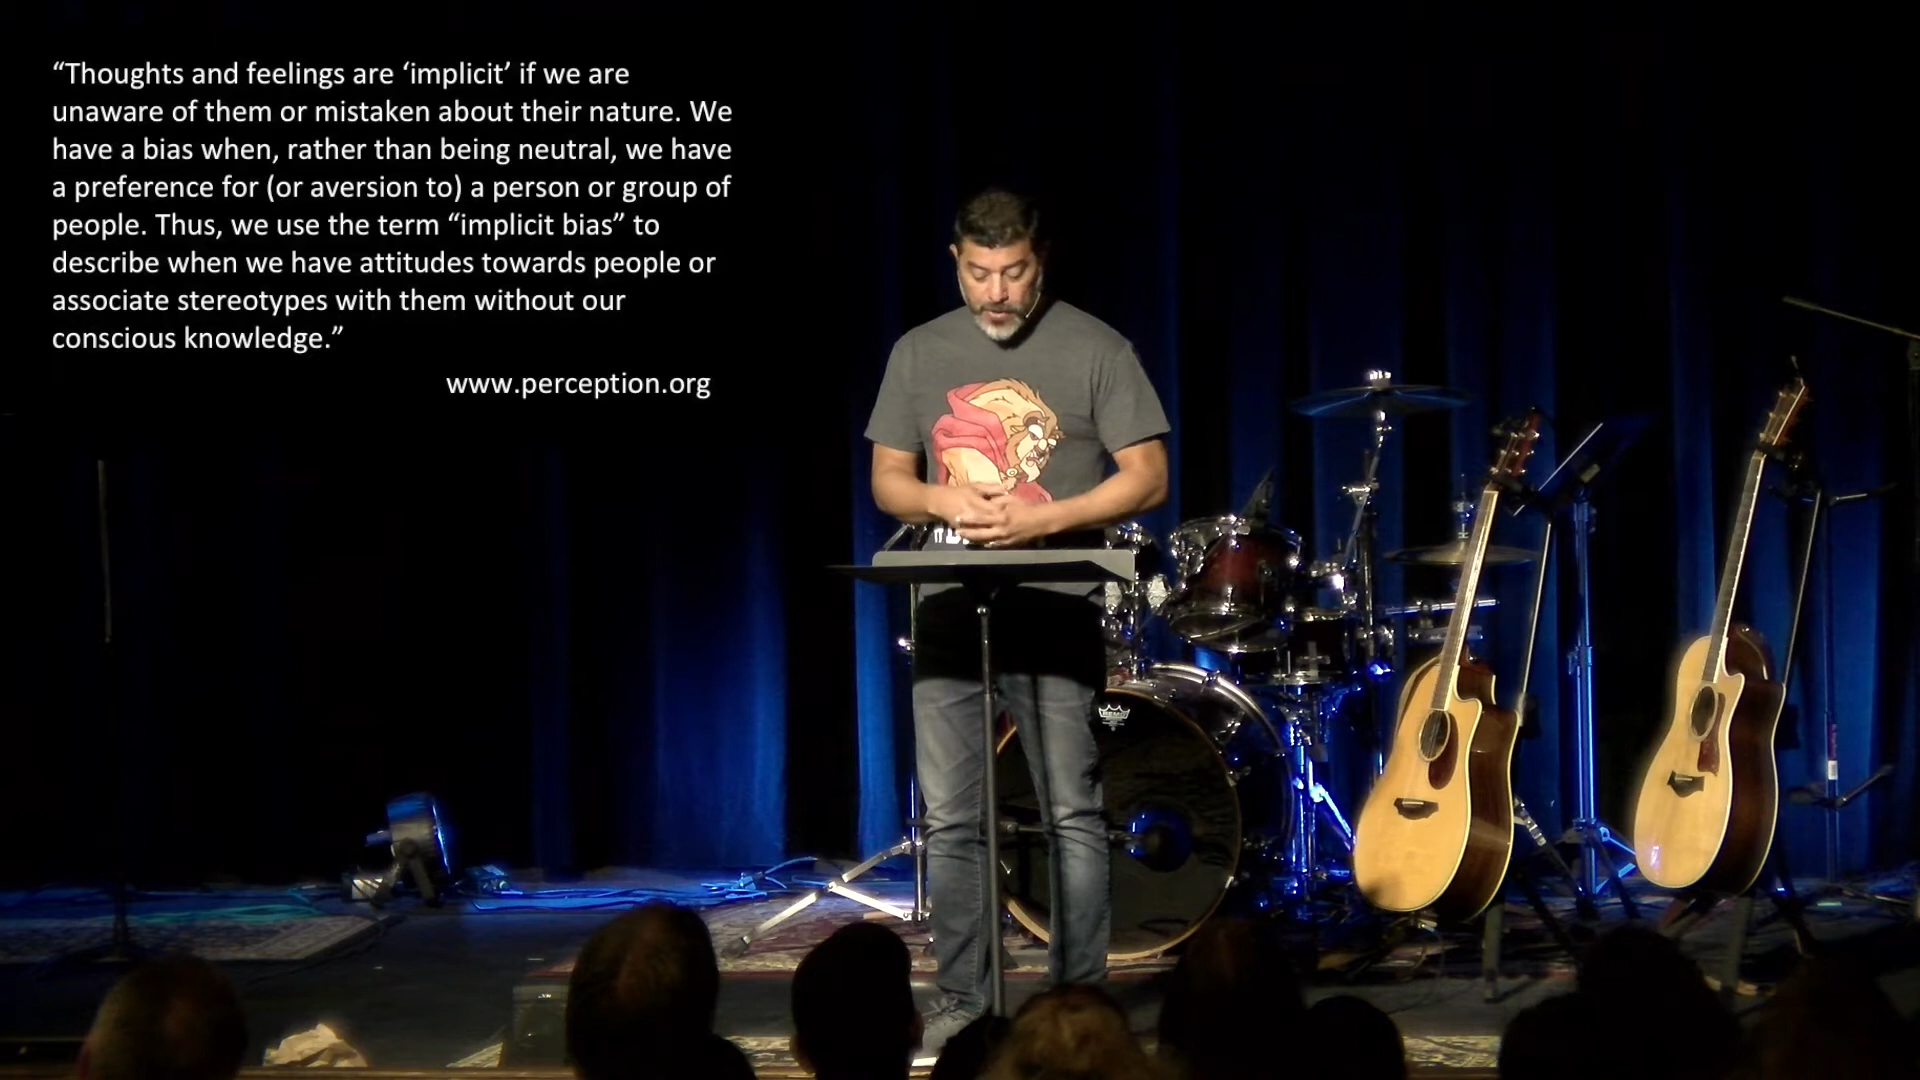 “Thoughts and feelings are ‘implicit’ if we are
unaware of them or mistaken about their nature. We
have a bias when, rather than being neutral, we have
a preference for (or aversion to) a person or group of
people. Thus, we use the term “implicit bias” to
describe when we have attitudes towards people or
associate stereotypes with them without our
conscious knowledge.”
www.perception.org
REMO